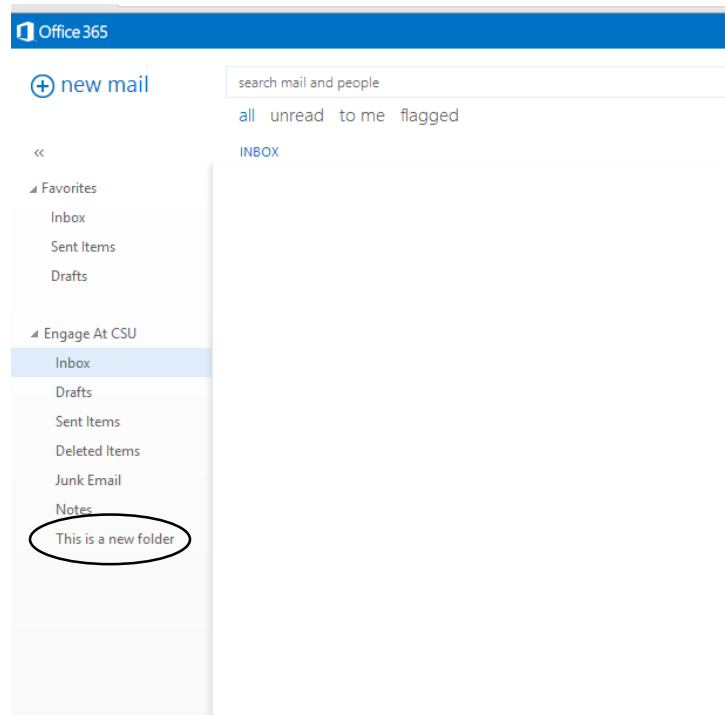 Office 365
new mail
search mail and people
all unread to me flagged
INBOX
Favorites
Inbox
Sent Items
Drafts
Engage At CSU
Inbox
Drafts
Sent Items
Deleted Items
Junk Email
Notes
This is a new folder